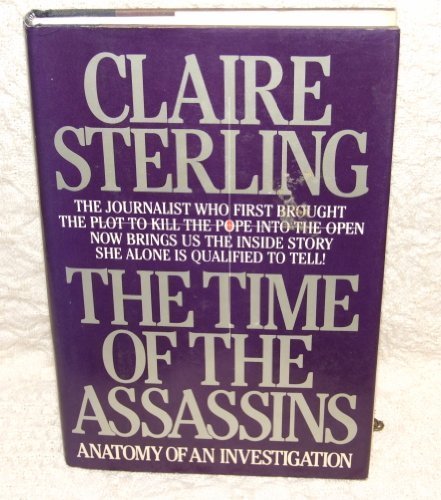 CLAIRE
STERLING
THE JOURNALIST WHO FIRST BROUGHT
THE PLOT TO KILL THE POPE INTO THE OPEN
NOW BRINGS US THE INSIDE STORY
SHE ALONE IS QUALIFIED TO TELL!
THE TIME
OF THE
ASSASSINS
ANATOMY OF AN INVESTIGATION